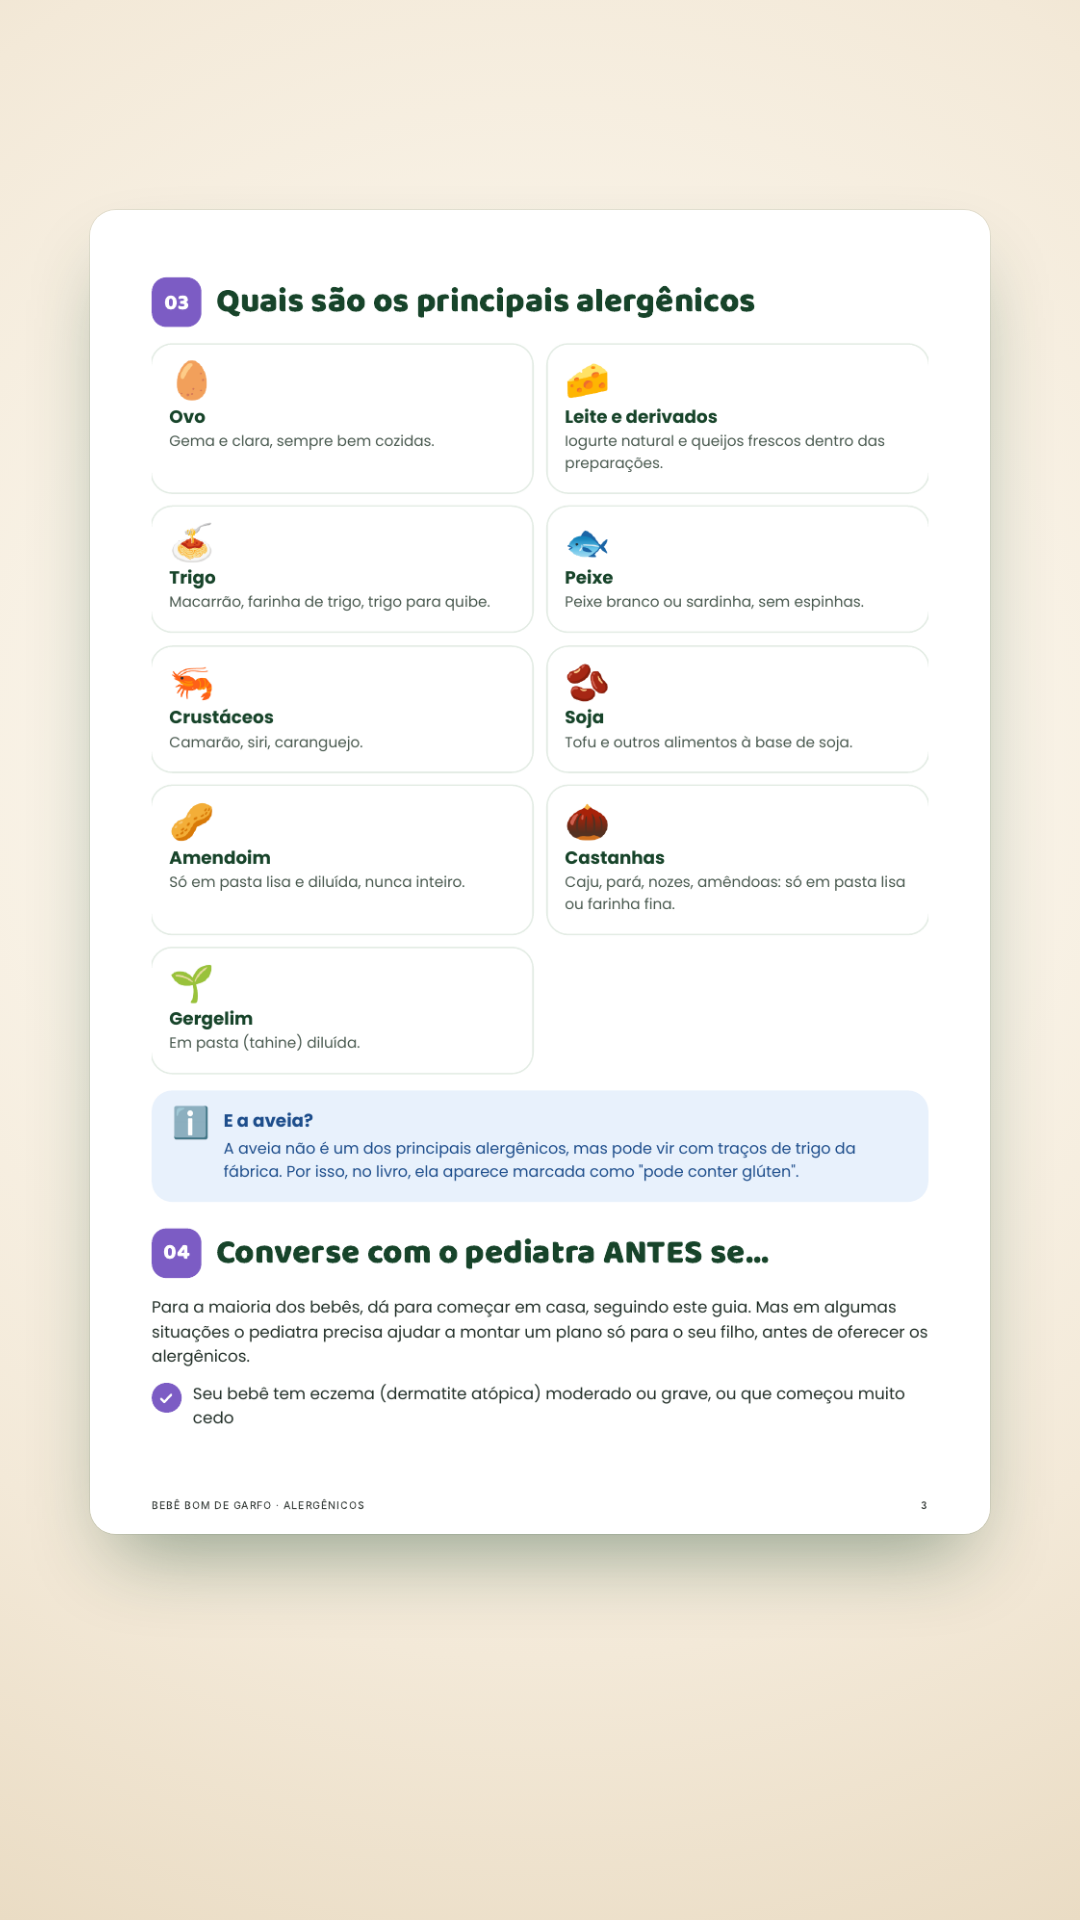 03 Quais são os principais alergênicos
Ovo
Gema e clara, sempre bem cozidas.
Leite e derivados
Iogurte natural e queijos frescos dentro das
preparações.
Trigo
Macarrão, farinha de trigo, trigo para quibe.
Peixe
Peixe branco ou sardinha, sem espinhas.
Crustáceos
Camarão, siri, caranguejo.
Soja
Tofu e outros alimentos à base de soja.
Amendoim
Só em pasta lisa e diluída, nunca inteiro.
Castanhas
Caju, pará, nozes, amêndoas: só em pasta lisa
ou farinha fina.
Gergelim
Em pasta (tahine) diluída.
E a aveia?
A aveia não é um dos principais alergênicos, mas pode vir com traços de trigo da
fábrica. Por isso, no livro, ela aparece marcada como "pode conter glúten".
04 Converse com o pediatra ANTES se...
Para a maioria dos bebês, dá para começar em casa, seguindo este guia. Mas em algumas
situações o pediatra precisa ajudar a montar um plano só para o seu filho, antes de oferecer os
alergênicos.
Seu bebê tem eczema (dermatite atópica) moderado ou grave, ou que começou muito
cedo
BEBÊ BOM DE GARFO · ALERGÊNICOS
3